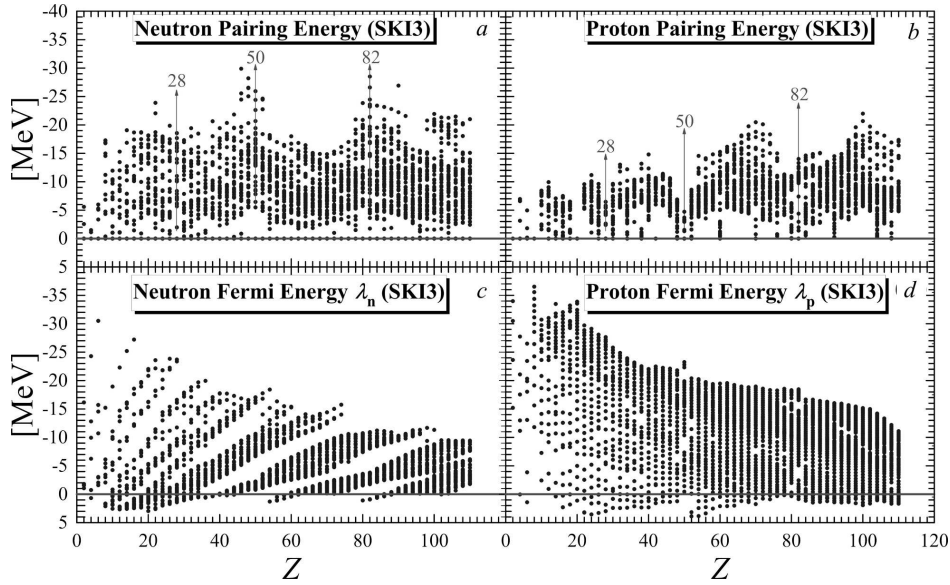 -40
-35
-30
-25
-20
-15
-10
-5
0
5
[MeV]
Neutron Pairing Energy (SKI3)
a
28
50
82
Proton Pairing Energy (SKI3)
b
28
50
82
-35
-30
-25
-20
-15
-10
-5
0
5
[MeV]
Neutron Fermi Energy λn (SKI3)
c
Proton Fermi Energy λp (SKI3)
d
0 20 40 60 80 100
20 40 60 80 100 120
Z
Z